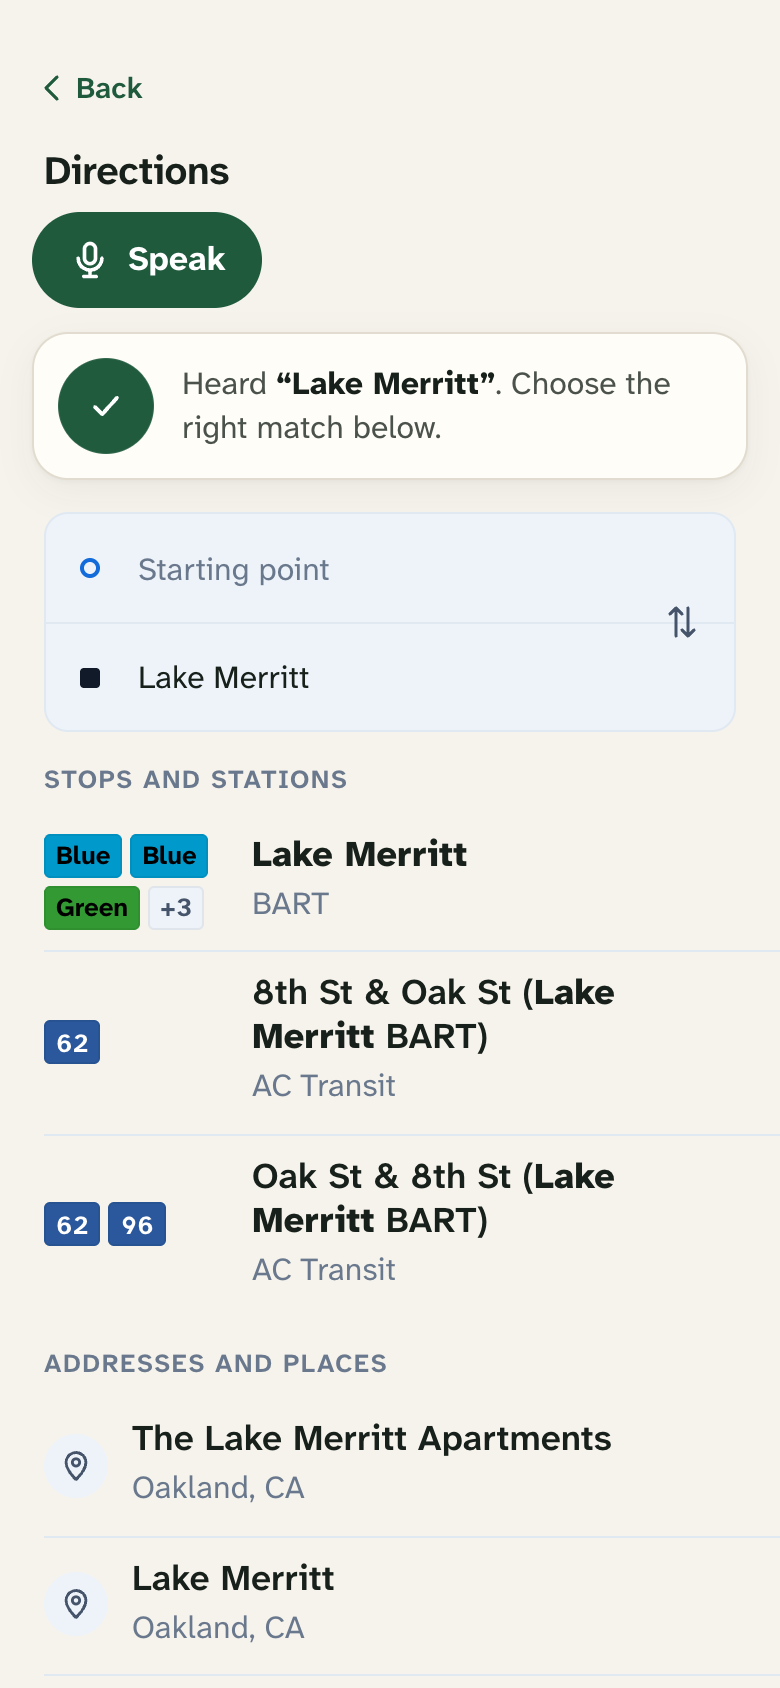 Back
Directions
Speak
Heard “Lake Merritt”. Choose the
right match below.
Starting point
Lake Merritt
STOPS AND STATIONS
Blue Blue
Green +3
Lake Merritt
BART
62
8th St & Oak St (Lake
Merritt BART)
AC Transit
62 96
Oak St & 8th St (Lake
Merritt BART)
AC Transit
ADDRESSES AND PLACES
The Lake Merritt Apartments
Oakland, CA
Lake Merritt
Oakland, CA